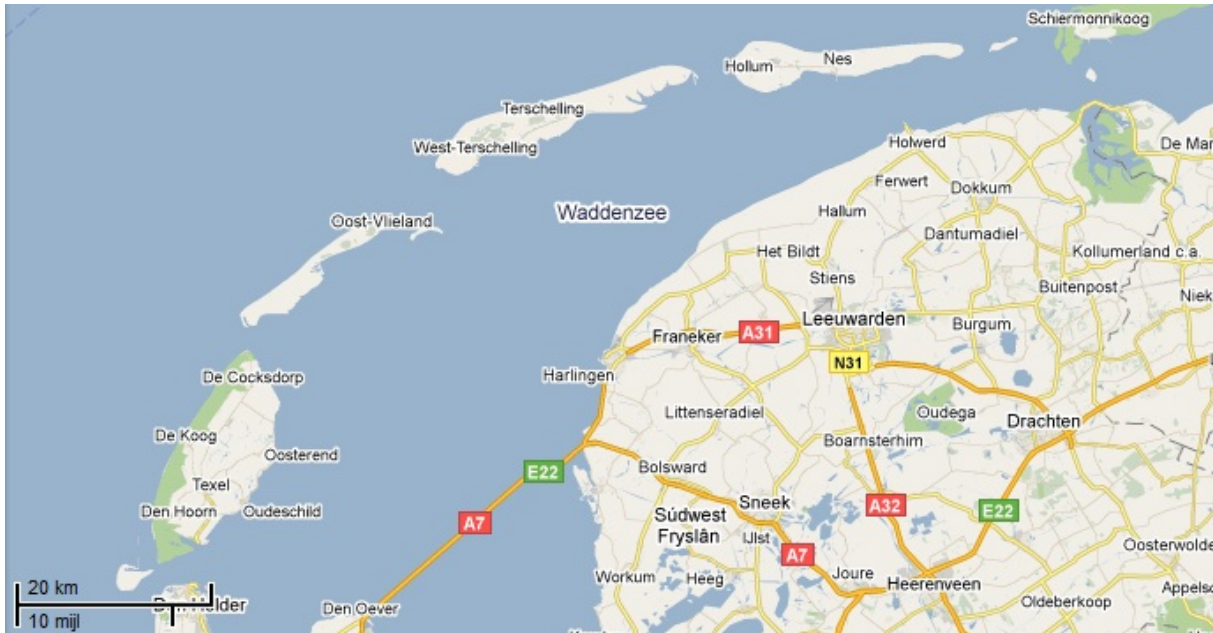 Schiermonnikoog
Hollum
Nes
Terschelling
West-Terschelling
Holwerd
De Mar
Ferwert
Dokkum
Oost-Vlieland
Waddenzee
Hallum
Dantumadiel
Het Bildt
Kollumerland c.a.
Stiens
Buitenpost
Niek
Leeuwarden
Burgum
Franeker
A31
N31
Harlingen
De Cocksdorp
Littenseradiel
Oudega
Drachten
De Koog
Boarnsterhim
Oosterend
Bolsward
E22
Texel
Sneek
A32
Den Hoorn
Oudeschild
Súdwest
Fryslân
E22
A7
IJlst
A7
Oosterwolde
Workum
Heeg
Joure
Heerenveen
Appelsc
20 km
Den Helder
Den Oever
Oldeberkoop
10 mijl